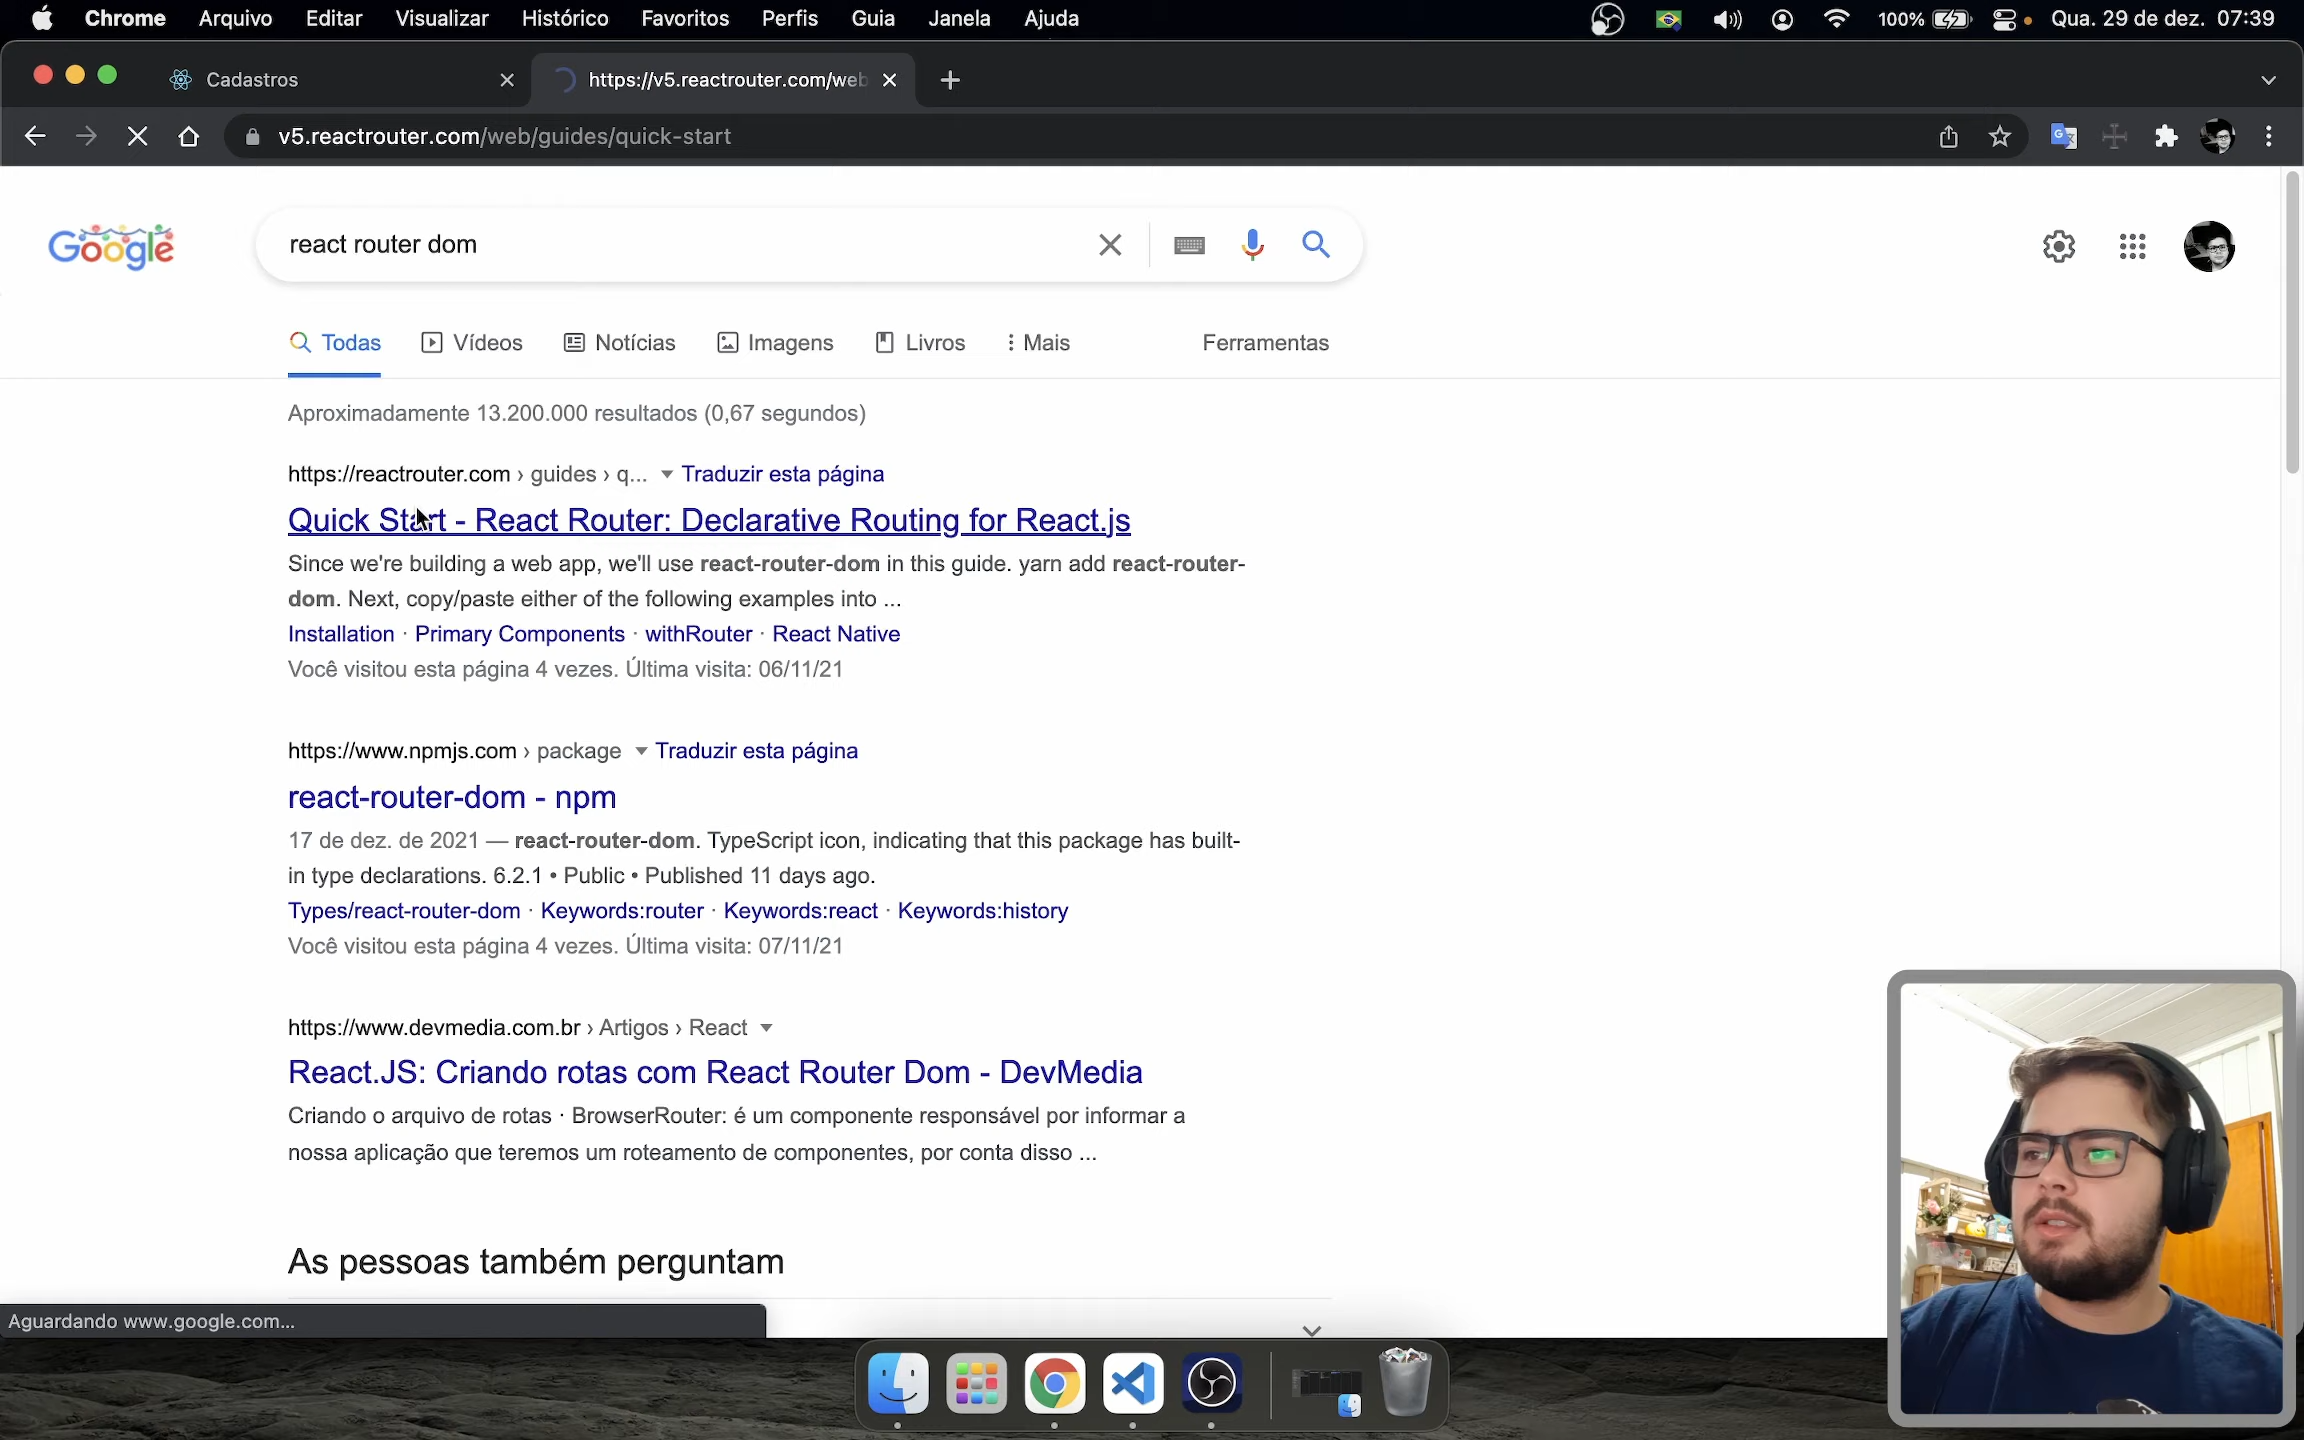 Chrome Arquivo Editar Visualizar Histórico Favoritos Perfis Guia Janela Ajuda 100% Qua. 29 de dez. 07:39
Cadastros https://v5.reactrouter.com/web
v5.reactrouter.com/web/guides/quick-start
Google react router dom
Todas Vídeos Notícias Imagens Livros Mais Ferramentas
Aproximadamente 13.200.000 resultados (0,67 segundos)
https://reactrouter.com › guides › q... Traduzir esta página
Quick Start - React Router: Declarative Routing for React.js
Since we're building a web app, we'll use react-router-dom in this guide. yarn add react-router-
dom. Next, copy/paste either of the following examples into ...
Installation · Primary Components · withRouter · React Native
Você visitou esta página 4 vezes. Última visita: 06/11/21
https://www.npmjs.com › package Traduzir esta página
react-router-dom - npm
17 de dez. de 2021 — react-router-dom. TypeScript icon, indicating that this package has built-
in type declarations. 6.2.1 • Public • Published 11 days ago.
Types/react-router-dom · Keywords:router · Keywords:react · Keywords:history
Você visitou esta página 4 vezes. Última visita: 07/11/21
https://www.devmedia.com.br › Artigos › React
React.JS: Criando rotas com React Router Dom - DevMedia
Criando o arquivo de rotas · BrowserRouter: é um componente responsável por informar a
nossa aplicação que teremos um roteamento de componentes, por conta disso ...
As pessoas também perguntam
Aguardando www.google.com...